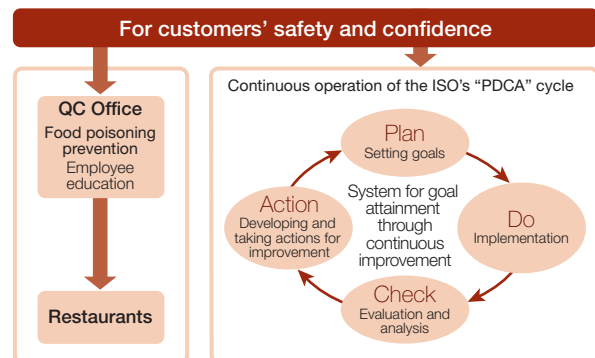 For customers’ safety and confidence
QC Office
Food poisoning
prevention
Employee
education
Restaurants
Continuous operation of the ISO’s “PDCA” cycle
Plan
Setting goals
Do
Implementation
Check
Evaluation and
analysis
Action
Developing and
taking actions for
improvement
System for goal
attainment
through
continuous
improvement